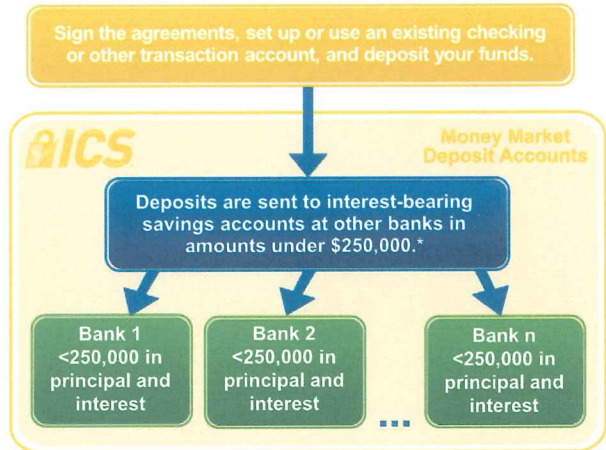 Sign the agreements, set up or use an existing checking
or other transaction account, and deposit your funds.
ICS
Money Market
Deposit Accounts
Deposits are sent to interest-bearing
savings accounts at other banks in
amounts under $250,000.*
Bank 1
<250,000 in
principal and
interest
Bank 2
<250,000 in
principal and
interest
...
Bank n
<250,000 in
principal and
interest